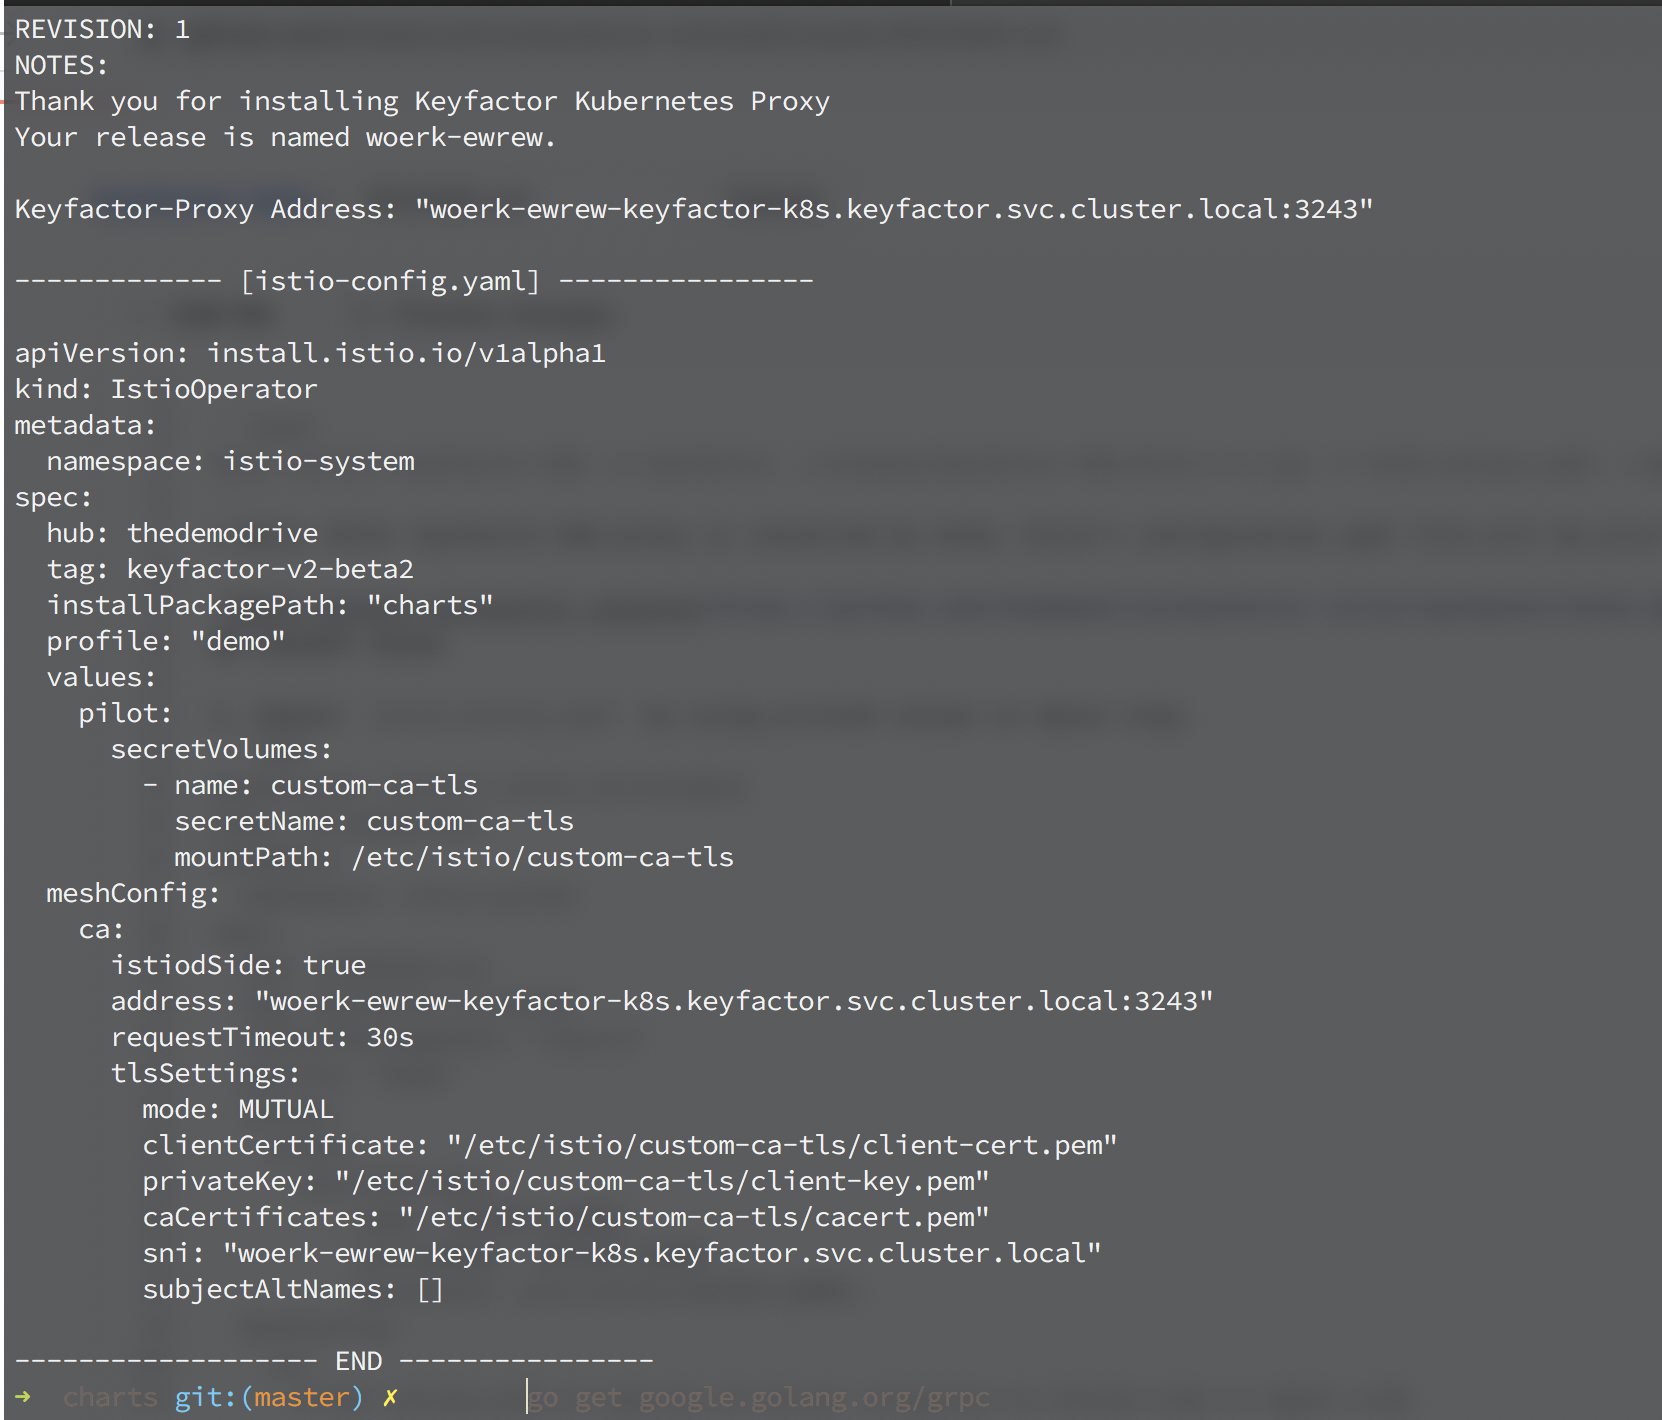 REVISION: 1
NOTES:
Thank you for installing Keyfactor Kubernetes Proxy
Your release is named woerk-ewrew.
Keyfactor-Proxy Address: "woerk-ewrew-keyfactor-k8s.keyfactor.svc.cluster.local:3243"
------------- [istio-config.yaml] ----------------
apiVersion: install.istio.io/v1alpha1
kind: IstioOperator
metadata:
  namespace: istio-system
spec:
  hub: thedemodrive
  tag: keyfactor-v2-beta2
  installPackagePath: "charts"
  profile: "demo"
  values:
    pilot:
      secretVolumes:
        - name: custom-ca-tls
          secretName: custom-ca-tls
          mountPath: /etc/istio/custom-ca-tls
  meshConfig:
    ca:
      istiodSide: true
      address: "woerk-ewrew-keyfactor-k8s.keyfactor.svc.cluster.local:3243"
      requestTimeout: 30s
      tlsSettings:
        mode: MUTUAL
        clientCertificate: "/etc/istio/custom-ca-tls/client-cert.pem"
        privateKey: "/etc/istio/custom-ca-tls/client-key.pem"
        caCertificates: "/etc/istio/custom-ca-tls/cacert.pem"
        sni: "woerk-ewrew-keyfactor-k8s.keyfactor.svc.cluster.local"
        subjectAltNames: []
------------------- END ----------------
➜  charts git:(master) ✗        go get google.golang.org/grpc